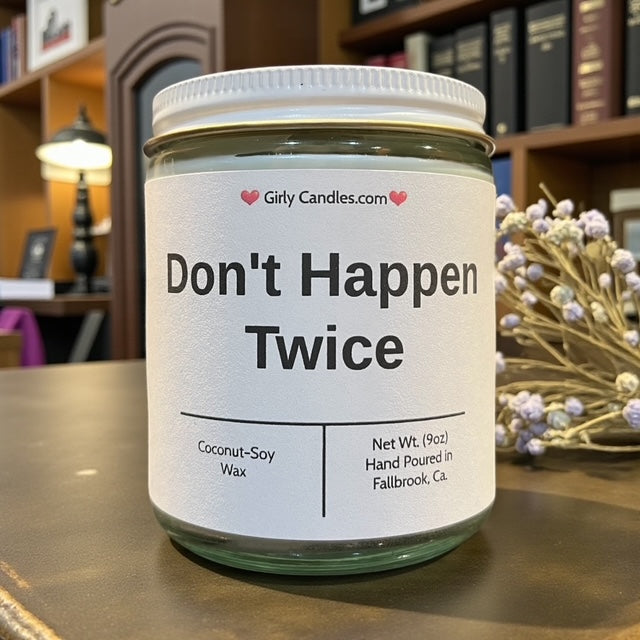 ❤️ Girly Candles.com ❤️
Don't Happen
Twice
Coconut-Soy
Wax
Net Wt. (9oz)
Hand Poured in
Fallbrook, Ca.